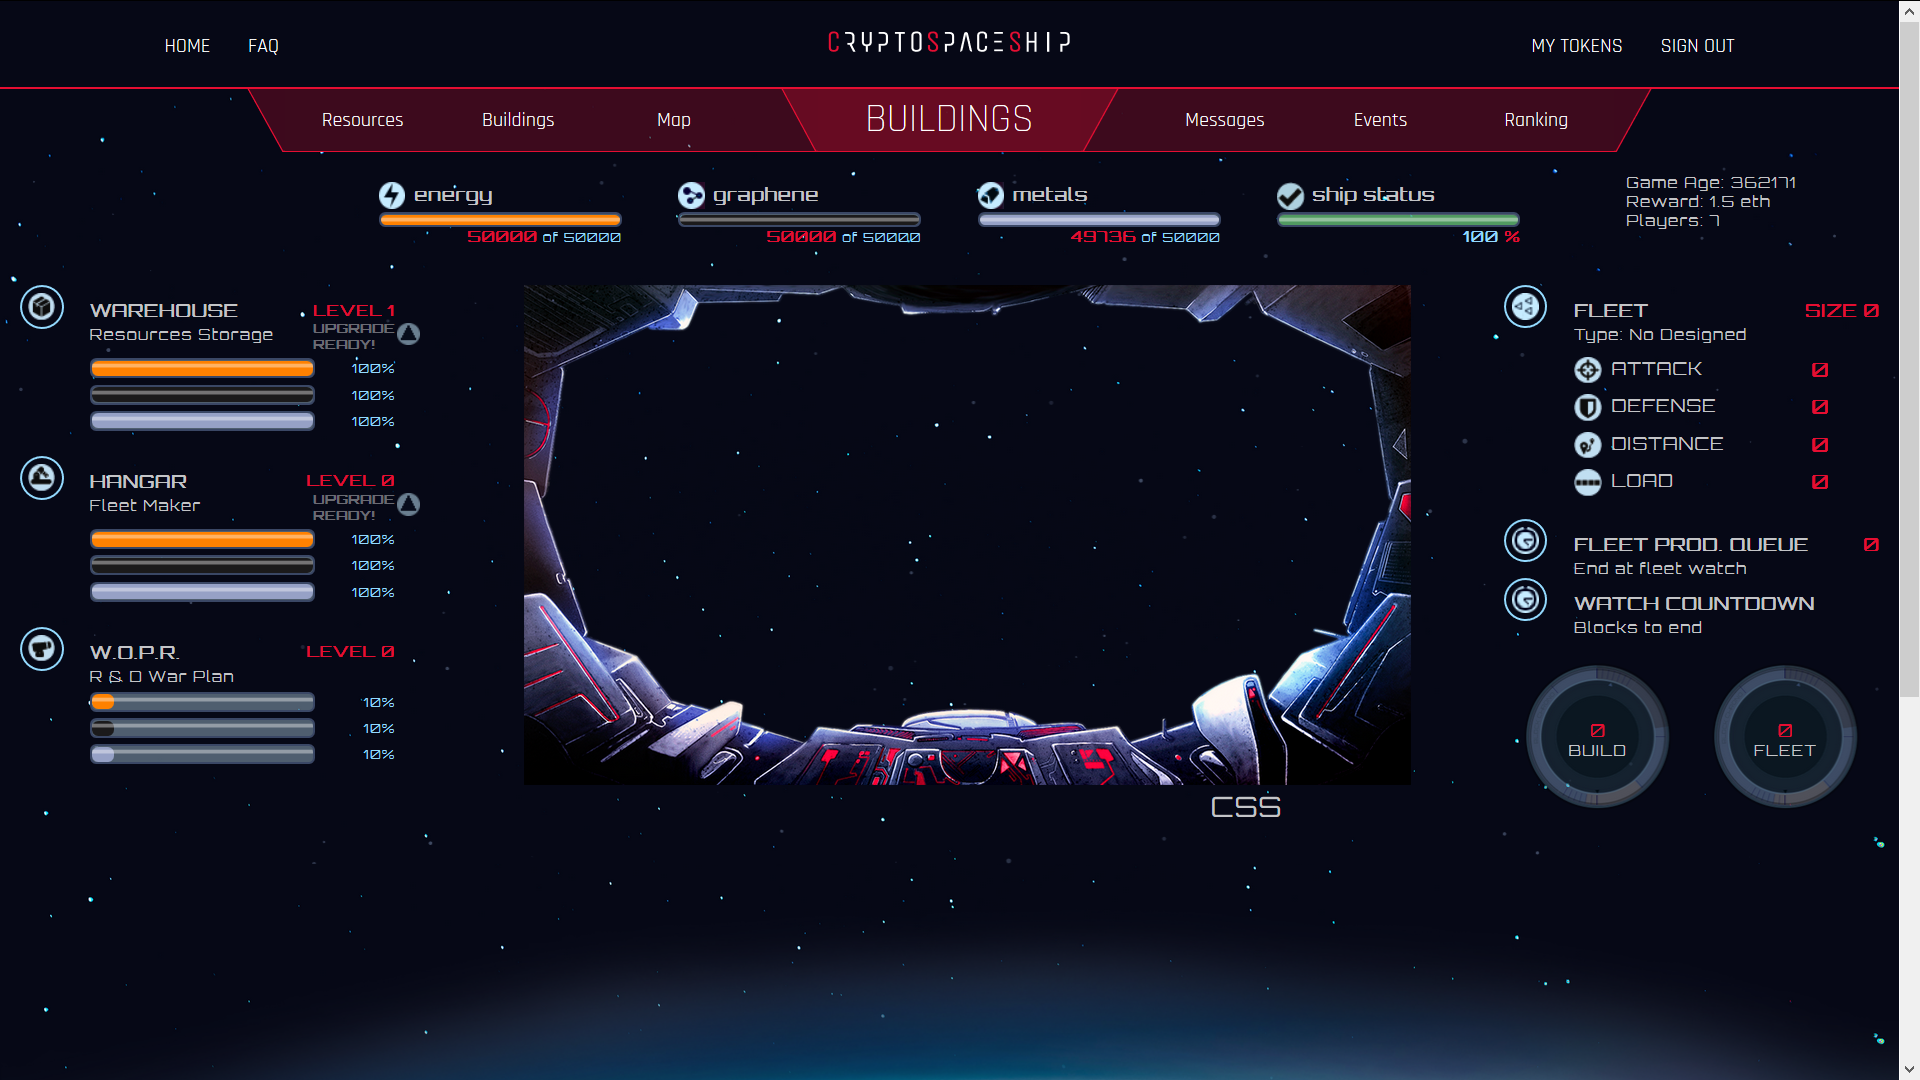 HOME
FAQ
CRYPTOSPACESHIP
MY TOKENS
SIGN OUT
Resources
Buildings
Map
BUILDINGS
Messages
Events
Ranking
energy
50000 of 50000
graphene
50000 of 50000
metals
49736 of 50000
ship status
100 %
Game Age: 362171
Reward: 1.5 eth
Players: 7
WAREHOUSE
LEVEL 1
Resources Storage
UPGRADE
READY!
100%
100%
100%
HANGAR
LEVEL 0
Fleet Maker
UPGRADE
READY!
100%
100%
100%
W.O.P.R.
LEVEL 0
R & D War Plan
10%
10%
10%
CSS
FLEET
SIZE 0
Type: No Designed
ATTACK 0
DEFENSE 0
DISTANCE 0
LOAD 0
FLEET PROD. QUEUE 0
End at fleet watch
WATCH COUNTDOWN
Blocks to end
0
BUILD
0
FLEET